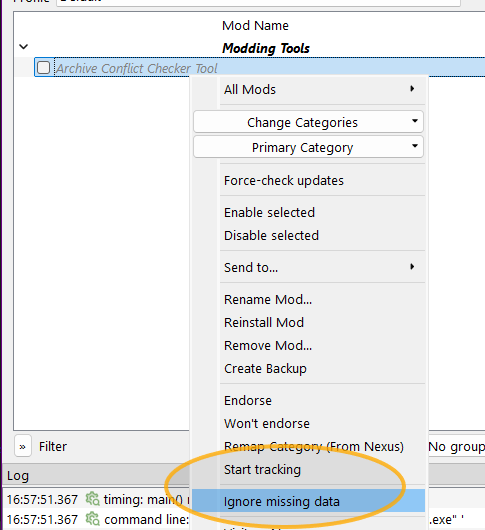 Mod Name
Modding Tools
Archive Conflict Checker Tool
All Mods
Change Categories
Primary Category
Force-check updates
Enable selected
Disable selected
Send to...
Rename Mod...
Reinstall Mod
Remove Mod...
Create Backup
Endorse
Won't endorse
Remap Category (From Nexus)
» Filter No group
Start tracking
Log
Ignore missing data
16:57:51.367 timing: main()
16:57:51.367 command line: .exe" '